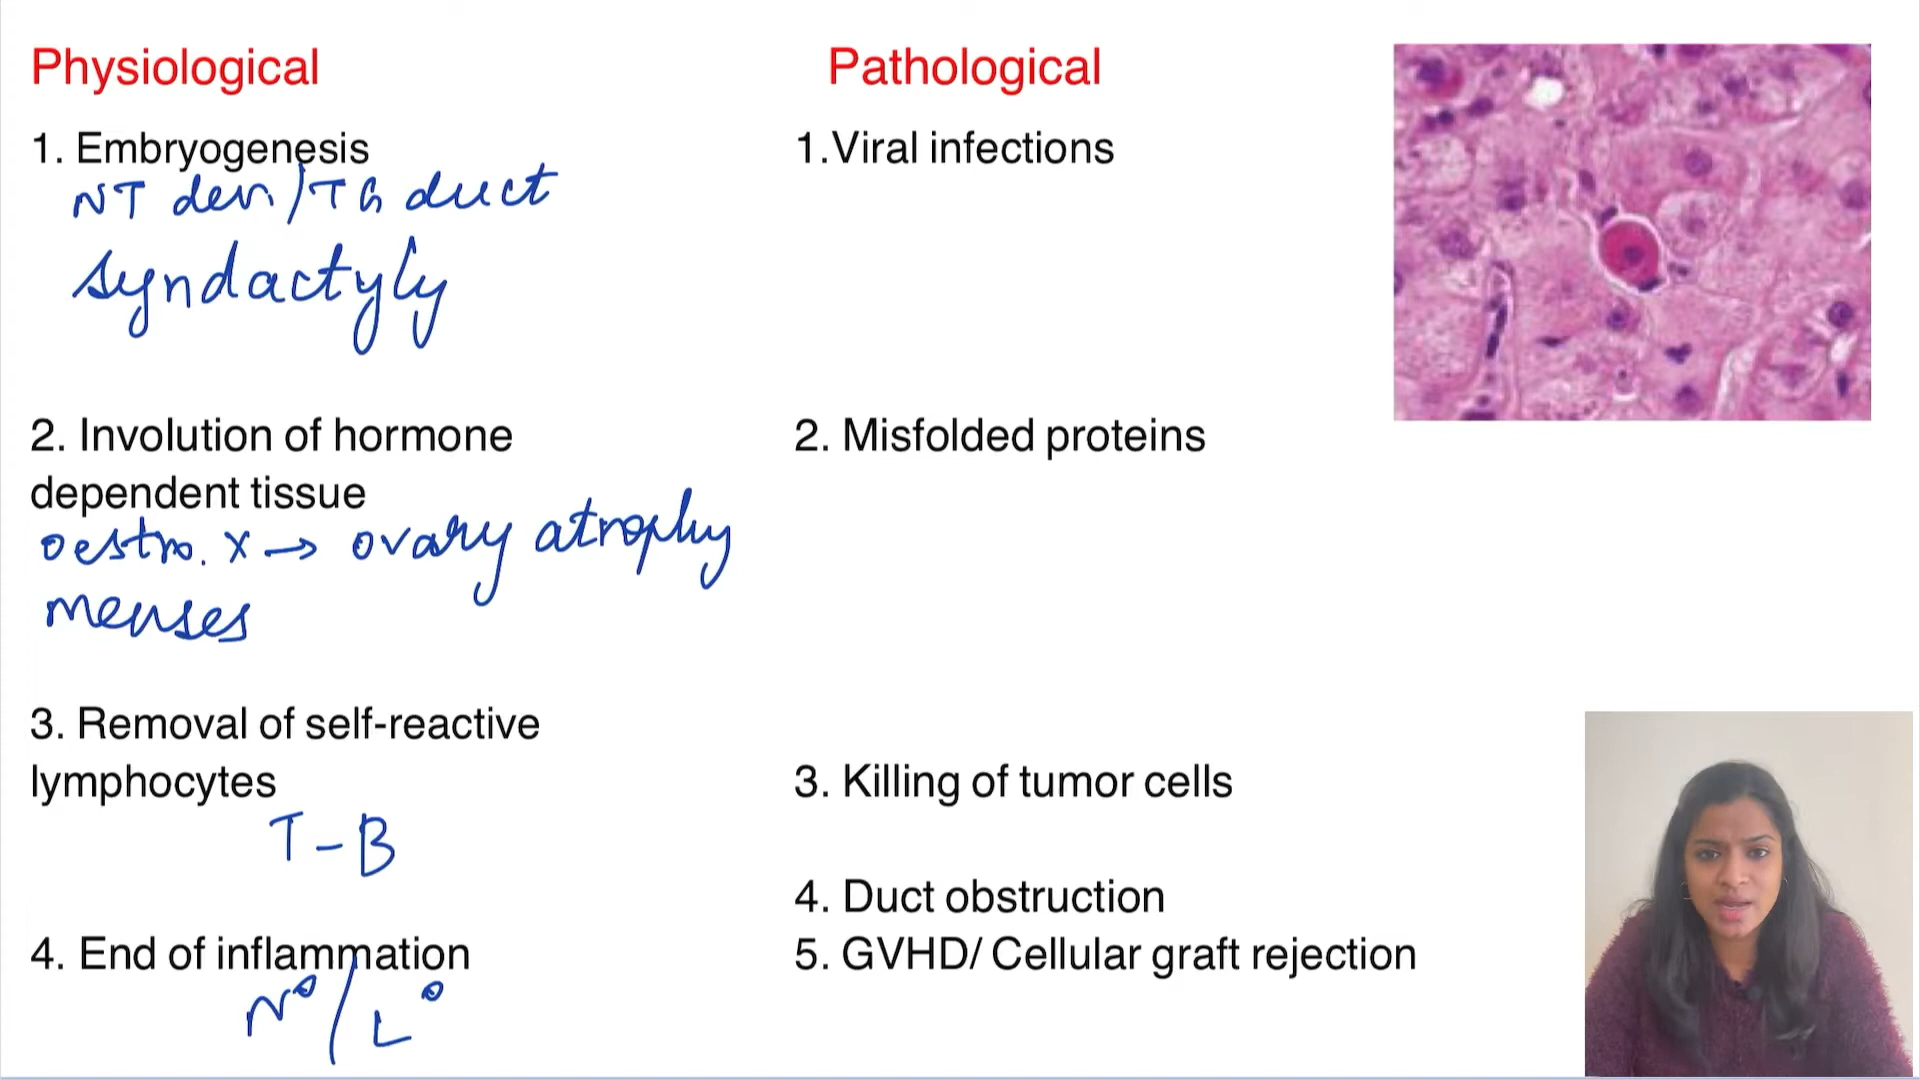 Physiological
1. Embryogenesis
NT dev./TG duct
syndactyly
2. Involution of hormone
dependent tissue
oestro. x → ovary atrophy
menses
3. Removal of self-reactive
lymphocytes
T - B
4. End of inflammation
N°/L°
Pathological
1.Viral infections
2. Misfolded proteins
3. Killing of tumor cells
4. Duct obstruction
5. GVHD/ Cellular graft rejection